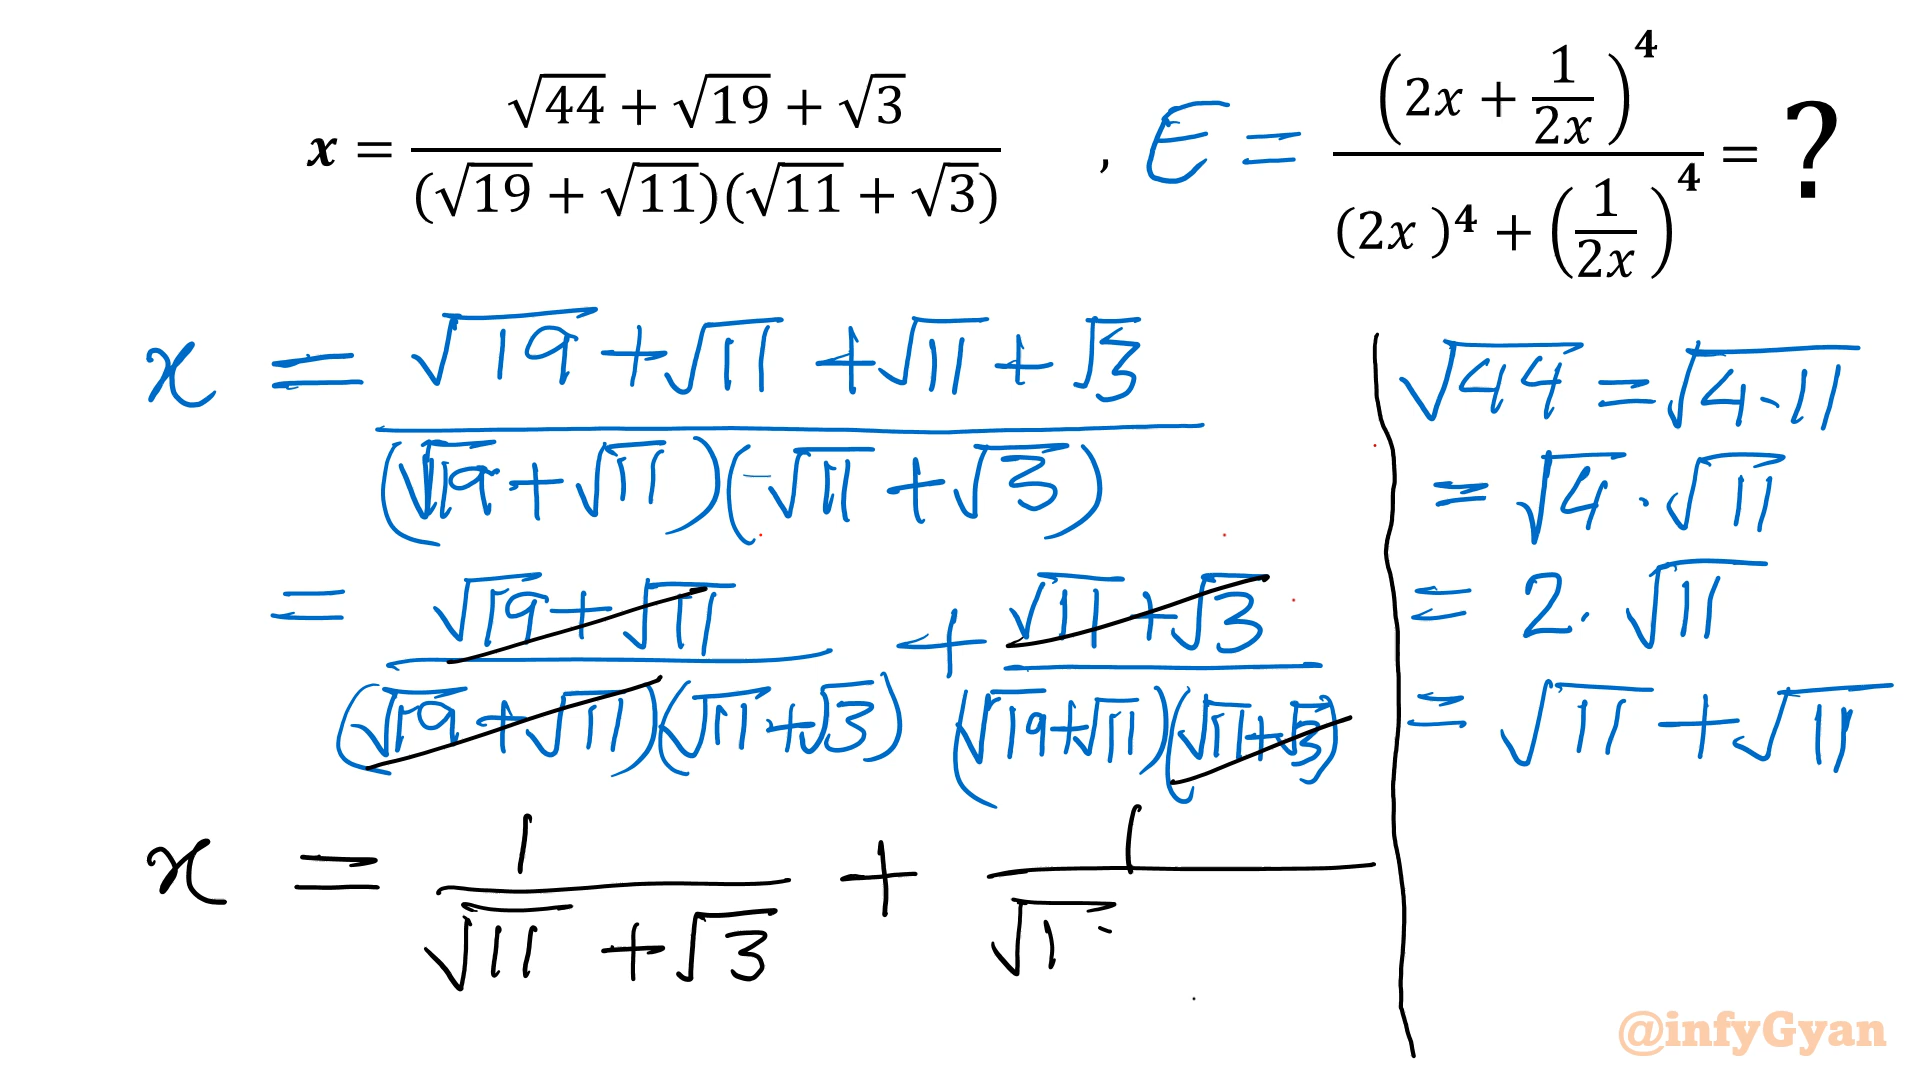 x = (√44 + √19 + √3) / ((√19 + √11)(√11 + √3)) , E = (2x + 1/(2x))⁴ / ((2x)⁴ + (1/(2x))⁴) = ?
x = (√19 + √11 + √11 + √3) / ((√19 + √11)(√11 + √3))
= (√19 + √11) / ((√19 + √11)(√11 + √3)) + (√11 + √3) / ((√19 + √11)(√11 + √3))
x = 1 / (√11 + √3) + 1 / √1
√44 = √4·11
= √4 · √11
= 2 · √11
= √11 + √11
@infyGyan